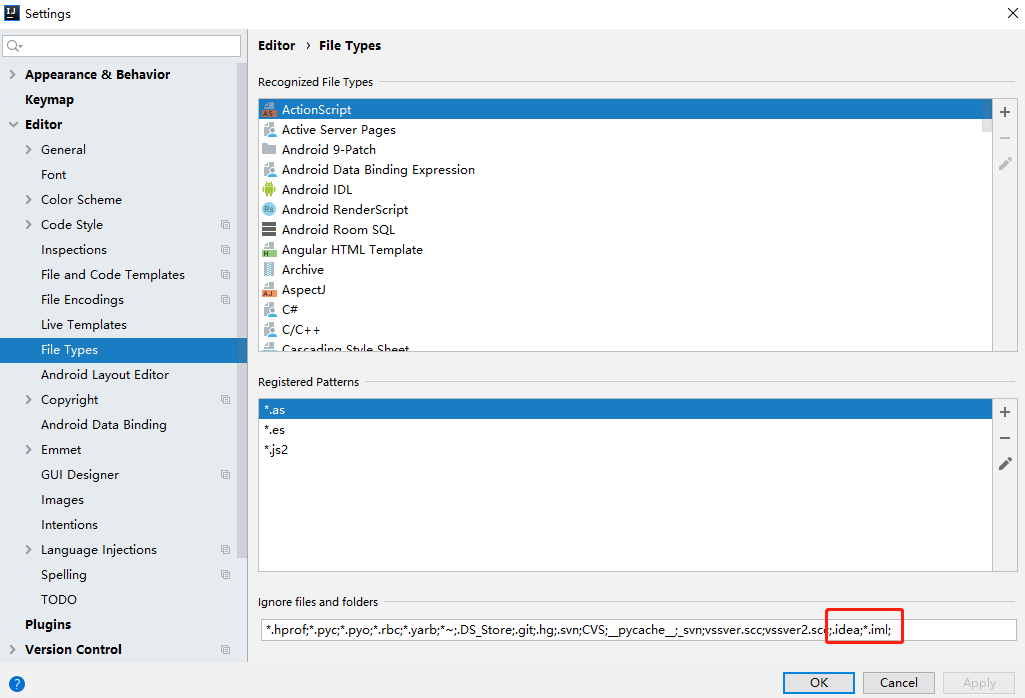 Settings
Appearance & Behavior
Keymap
Editor
General
Font
Color Scheme
Code Style
Inspections
File and Code Templates
File Encodings
Live Templates
File Types
Android Layout Editor
Copyright
Android Data Binding
Emmet
GUI Designer
Images
Intentions
Language Injections
Spelling
TODO
Plugins
Version Control
Editor › File Types
Recognized File Types
ActionScript
Active Server Pages
Android 9-Patch
Android Data Binding Expression
Android IDL
Android RenderScript
Android Room SQL
Angular HTML Template
Archive
AspectJ
C#
C/C++
Cascading Style Sheet
Registered Patterns
*.as
*.es
*.js2
Ignore files and folders
*.hprof;*.pyc;*.pyo;*.rbc;*.yarb;*~;.DS_Store;.git;.hg;.svn;CVS;__pycache__;_svn;vssver.scc;vssver2.scc;.idea;*.iml;
OK
Cancel
Apply